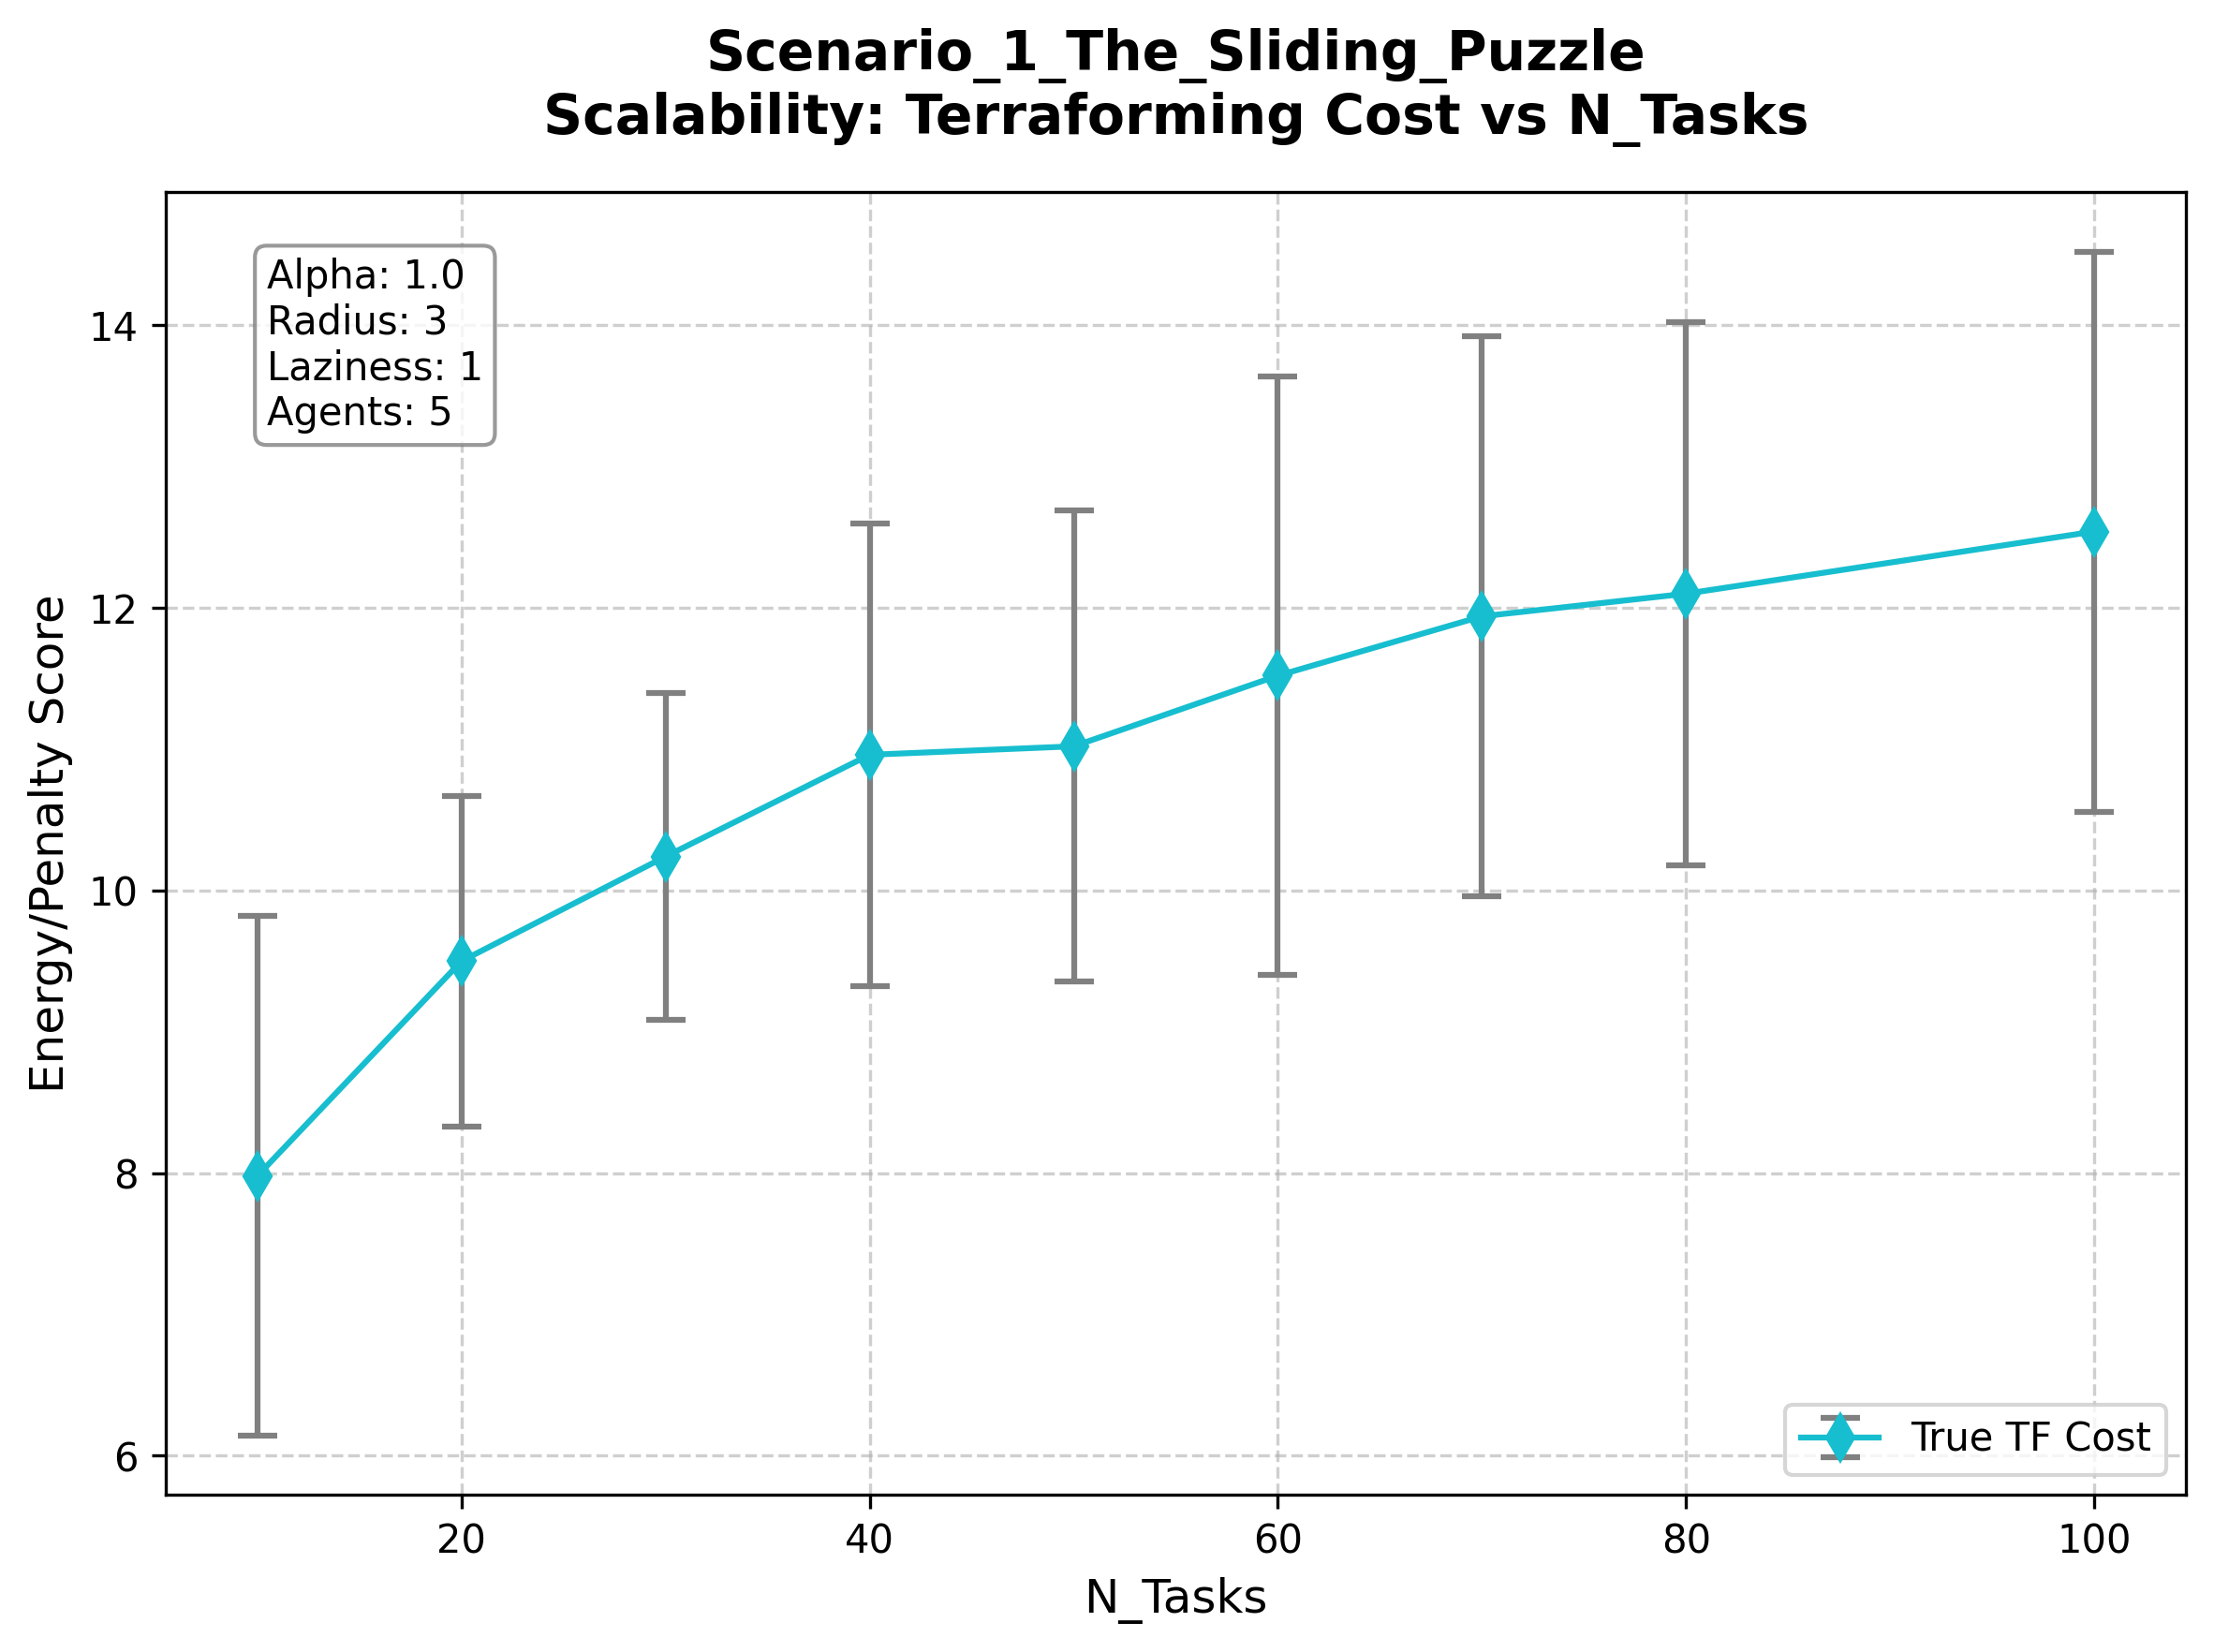 Scenario_1_The_Sliding_Puzzle
Scalability: Terraforming Cost vs N_Tasks
Alpha: 1.0
Radius: 3
Laziness: 1
Agents: 5
Energy/Penalty Score
14
12
10
8
6
True TF Cost
20
40
60
80
100
N_Tasks